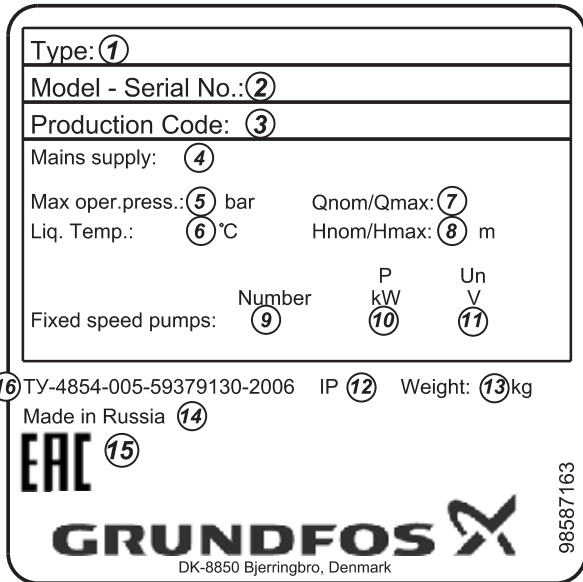 Type: 1
Model - Serial No.: 2
Production Code: 3
Mains supply: 4
Max oper.press.: 5 bar Qnom/Qmax: 7
Liq. Temp.: 6 °C Hnom/Hmax: 8 m
P Un
Number kW V
Fixed speed pumps: 9 10 11
16 ТУ-4854-005-59379130-2006 IP 12 Weight: 13 kg
Made in Russia 14
EAC 15
GRUNDFOS X
DK-8850 Bjerringbro, Denmark
98587163